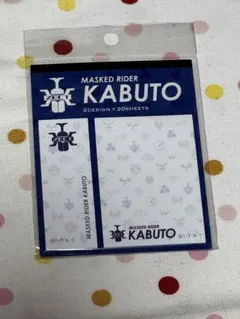 MASKED RIDER
KABUTO
2DESIGN × 20SHEETS
MASKED RIDER KABUTO
©I・T・A・T
MASKED RIDER
KABUTO
©I・T・A・T